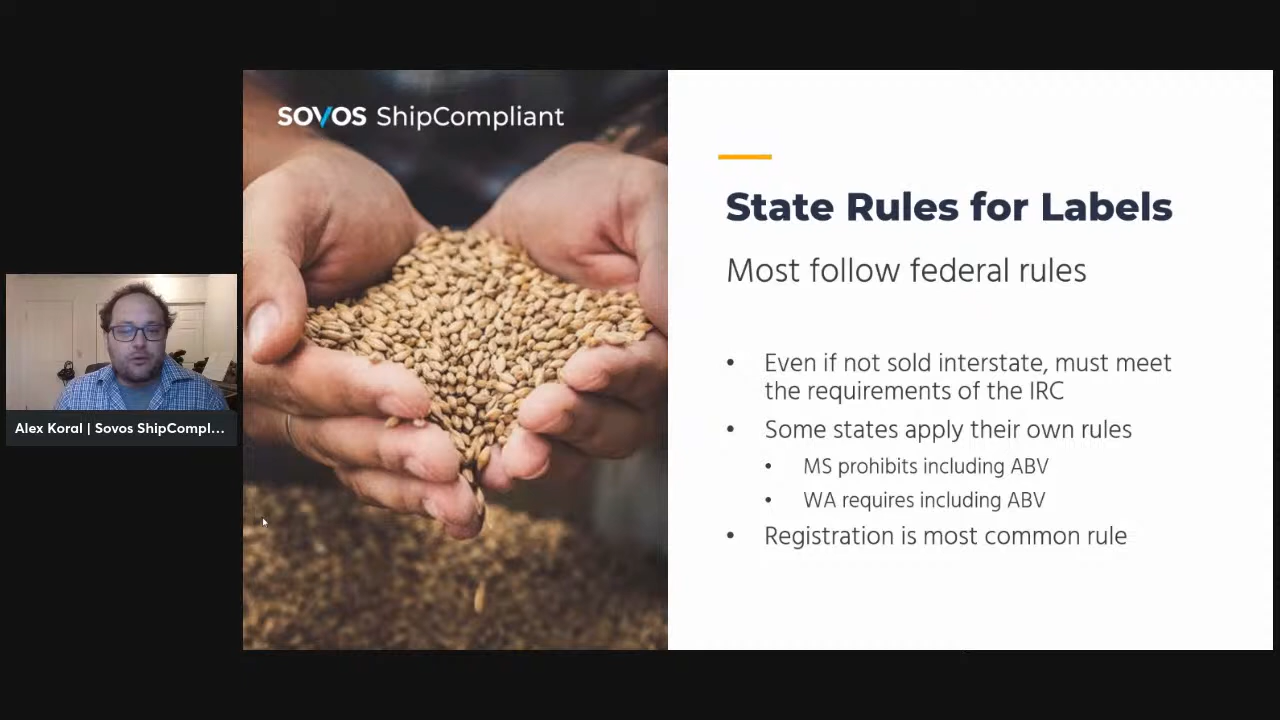 SOVOS ShipCompliant
State Rules for Labels
Most follow federal rules
• Even if not sold interstate, must meet
the requirements of the IRC
• Some states apply their own rules
• MS prohibits including ABV
• WA requires including ABV
• Registration is most common rule
Alex Koral | Sovos ShipCompl...